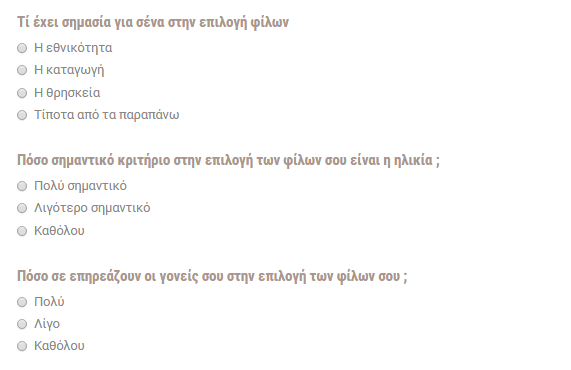 Τί έχει σημασία για σένα στην επιλογή φίλων
Η εθνικότητα
Η καταγωγή
Η θρησκεία
Τίποτα από τα παραπάνω
Πόσο σημαντικό κριτήριο στην επιλογή των φίλων σου είναι η ηλικία ;
Πολύ σημαντικό
Λιγότερο σημαντικό
Καθόλου
Πόσο σε επηρεάζουν οι γονείς σου στην επιλογή των φίλων σου ;
Πολύ
Λίγο
Καθόλου